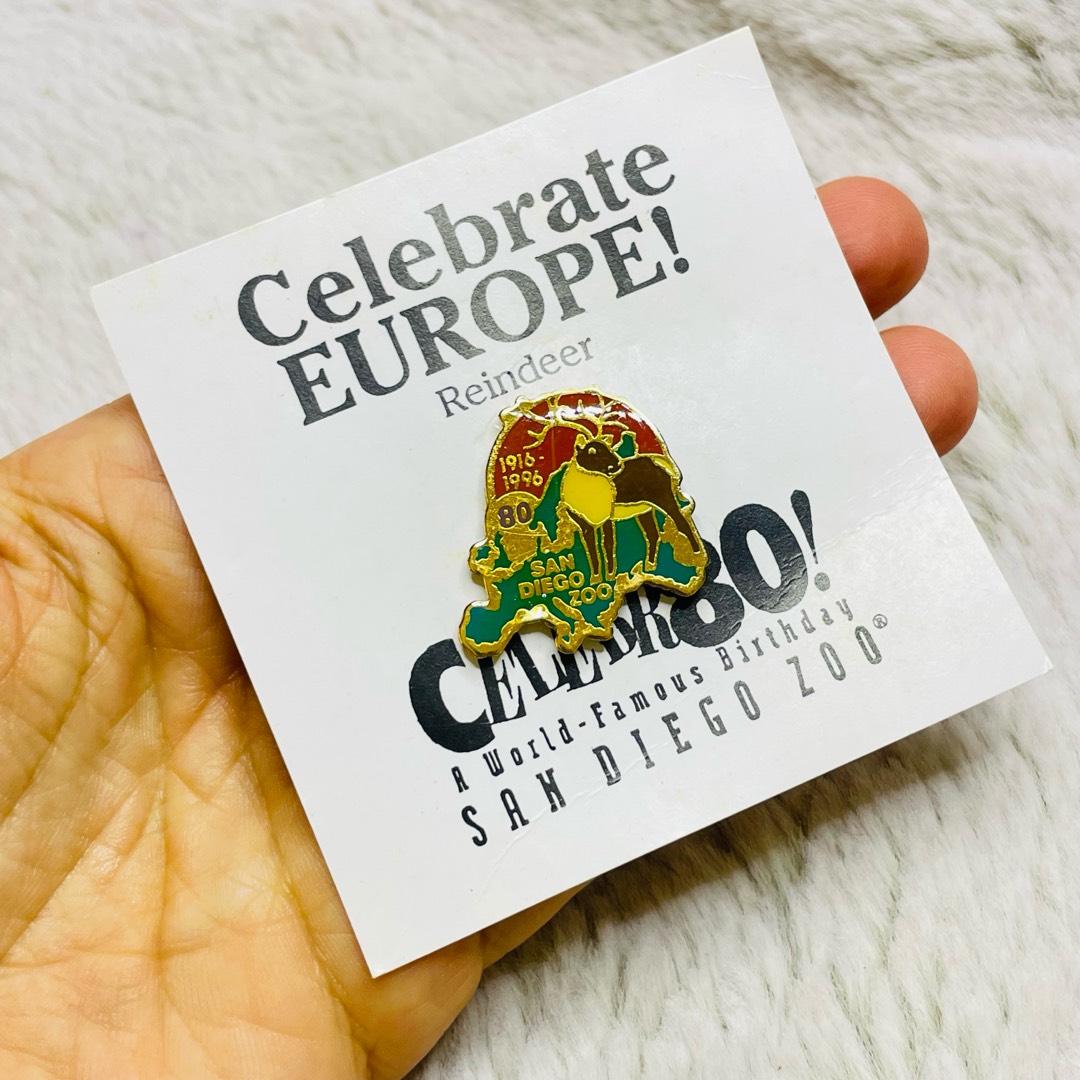 Celebrate
EUROPE!
Reindeer
1916-
1996
80
SAN
DIEGO
ZOO
CELEBR80!
A World-Famous Birthday
SAN DIEGO ZOO®